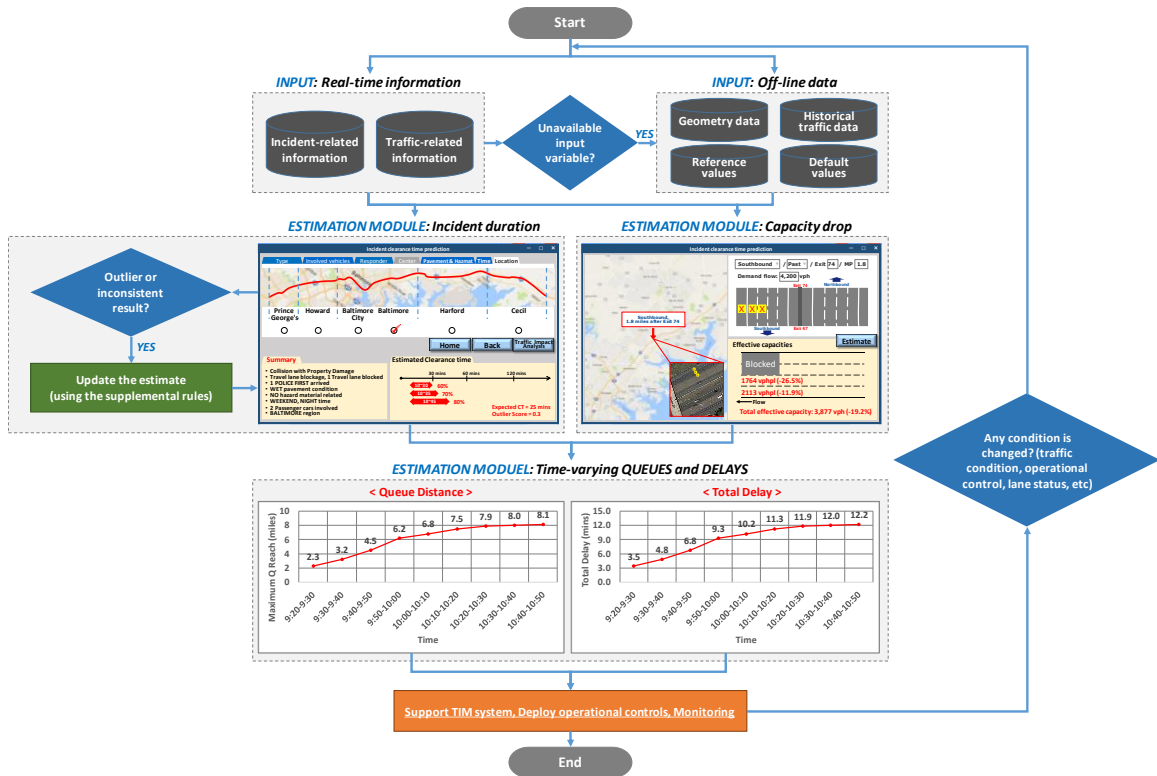 Start
INPUT: Real-time information
INPUT: Off-line data
Incident-related
information
Traffic-related
information
Unavailable
input
variable?
YES
Geometry data
Historical
traffic data
Reference
values
Default
values
ESTIMATION MODULE: Incident duration
ESTIMATION MODULE: Capacity drop
Outlier or
inconsistent
result?
YES
Update the estimate
(using the supplemental rules)
Incident clearance time prediction
Type
Involved vehicles
Responder
Center
Pavement & Hazmat
Time
Location
Prince
George's
Howard
Baltimore
City
Baltimore
Harford
Cecil
Home
Back
Traffic Impact
Analysis
Summary
• Collision with Property Damage
• Travel lane blockage, 1 Travel lane blocked
• 1 POLICE FIRST arrived
• WET pavement condition
• NO hazard material related
• WEEKEND, NIGHT time
• 2 Passenger cars involved
• BALTIMORE region
Estimated Clearance time
30 mins
60 mins
120 mins
60%
70%
80%
Expected CT = 25 mins
Outlier Score = 0.3
Incident clearance time prediction
Southbound / Past / Exit 74 / MP 1.8
Demand flow: 4,200 vph
Exit 74
Northbound
X X X
Southbound
Exit 67
Southbound,
1.8 mins after Exit 74
Estimate
Effective capacities
Blocked
1764 vphpl (-26.5%)
2113 vphpl (-11.9%)
Flow
Total effective capacity: 3,877 vph (-19.2%)
Any condition is
changed? (traffic
condition, operational
control, lane status, etc)
ESTIMATION MODUEL: Time-varying QUEUES and DELAYS
< Queue Distance >
Maximum Q Reach (miles)
10
8
6
4
2
0
2.3
3.2
4.5
6.2
6.8
7.5
7.9
8.0
8.1
9:20-9:30
9:30-9:40
9:40-9:50
9:50-10:00
10:00-10:10
10:10-10:20
10:20-10:30
10:30-10:40
10:40-10:50
Time
< Total Delay >
Total Delay (mins)
15.0
12.0
9.0
6.0
3.0
0.0
3.5
4.8
6.8
9.3
10.2
11.3
11.9
12.0
12.2
9:20-9:30
9:30-9:40
9:40-9:50
9:50-10:00
10:00-10:10
10:10-10:20
10:20-10:30
10:30-10:40
10:40-10:50
Time
Support TIM system, Deploy operational controls, Monitoring
End